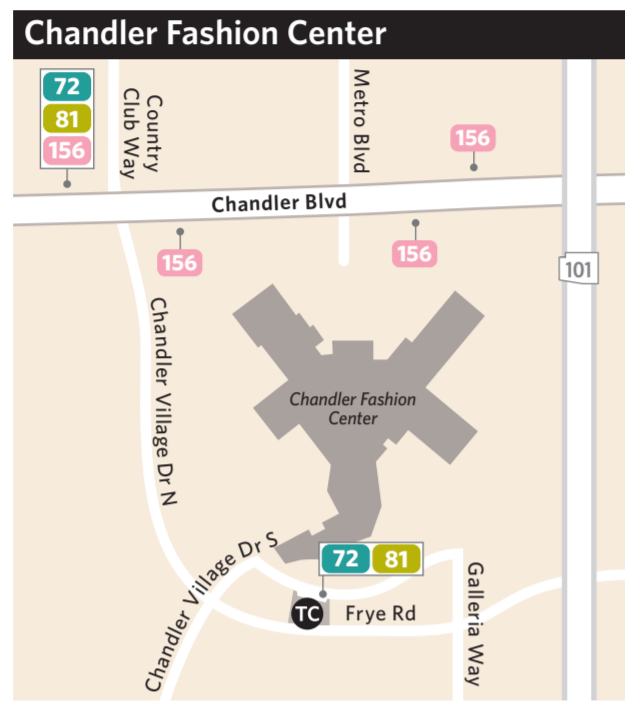 Chandler Fashion Center
72
81
156
Country
Club Way
Metro Blvd
156
Chandler Blvd
156
156
101
Chandler Village Dr N
Chandler Fashion
Center
Chandler Village Dr S
72 81
TC
Frye Rd
Galleria Way